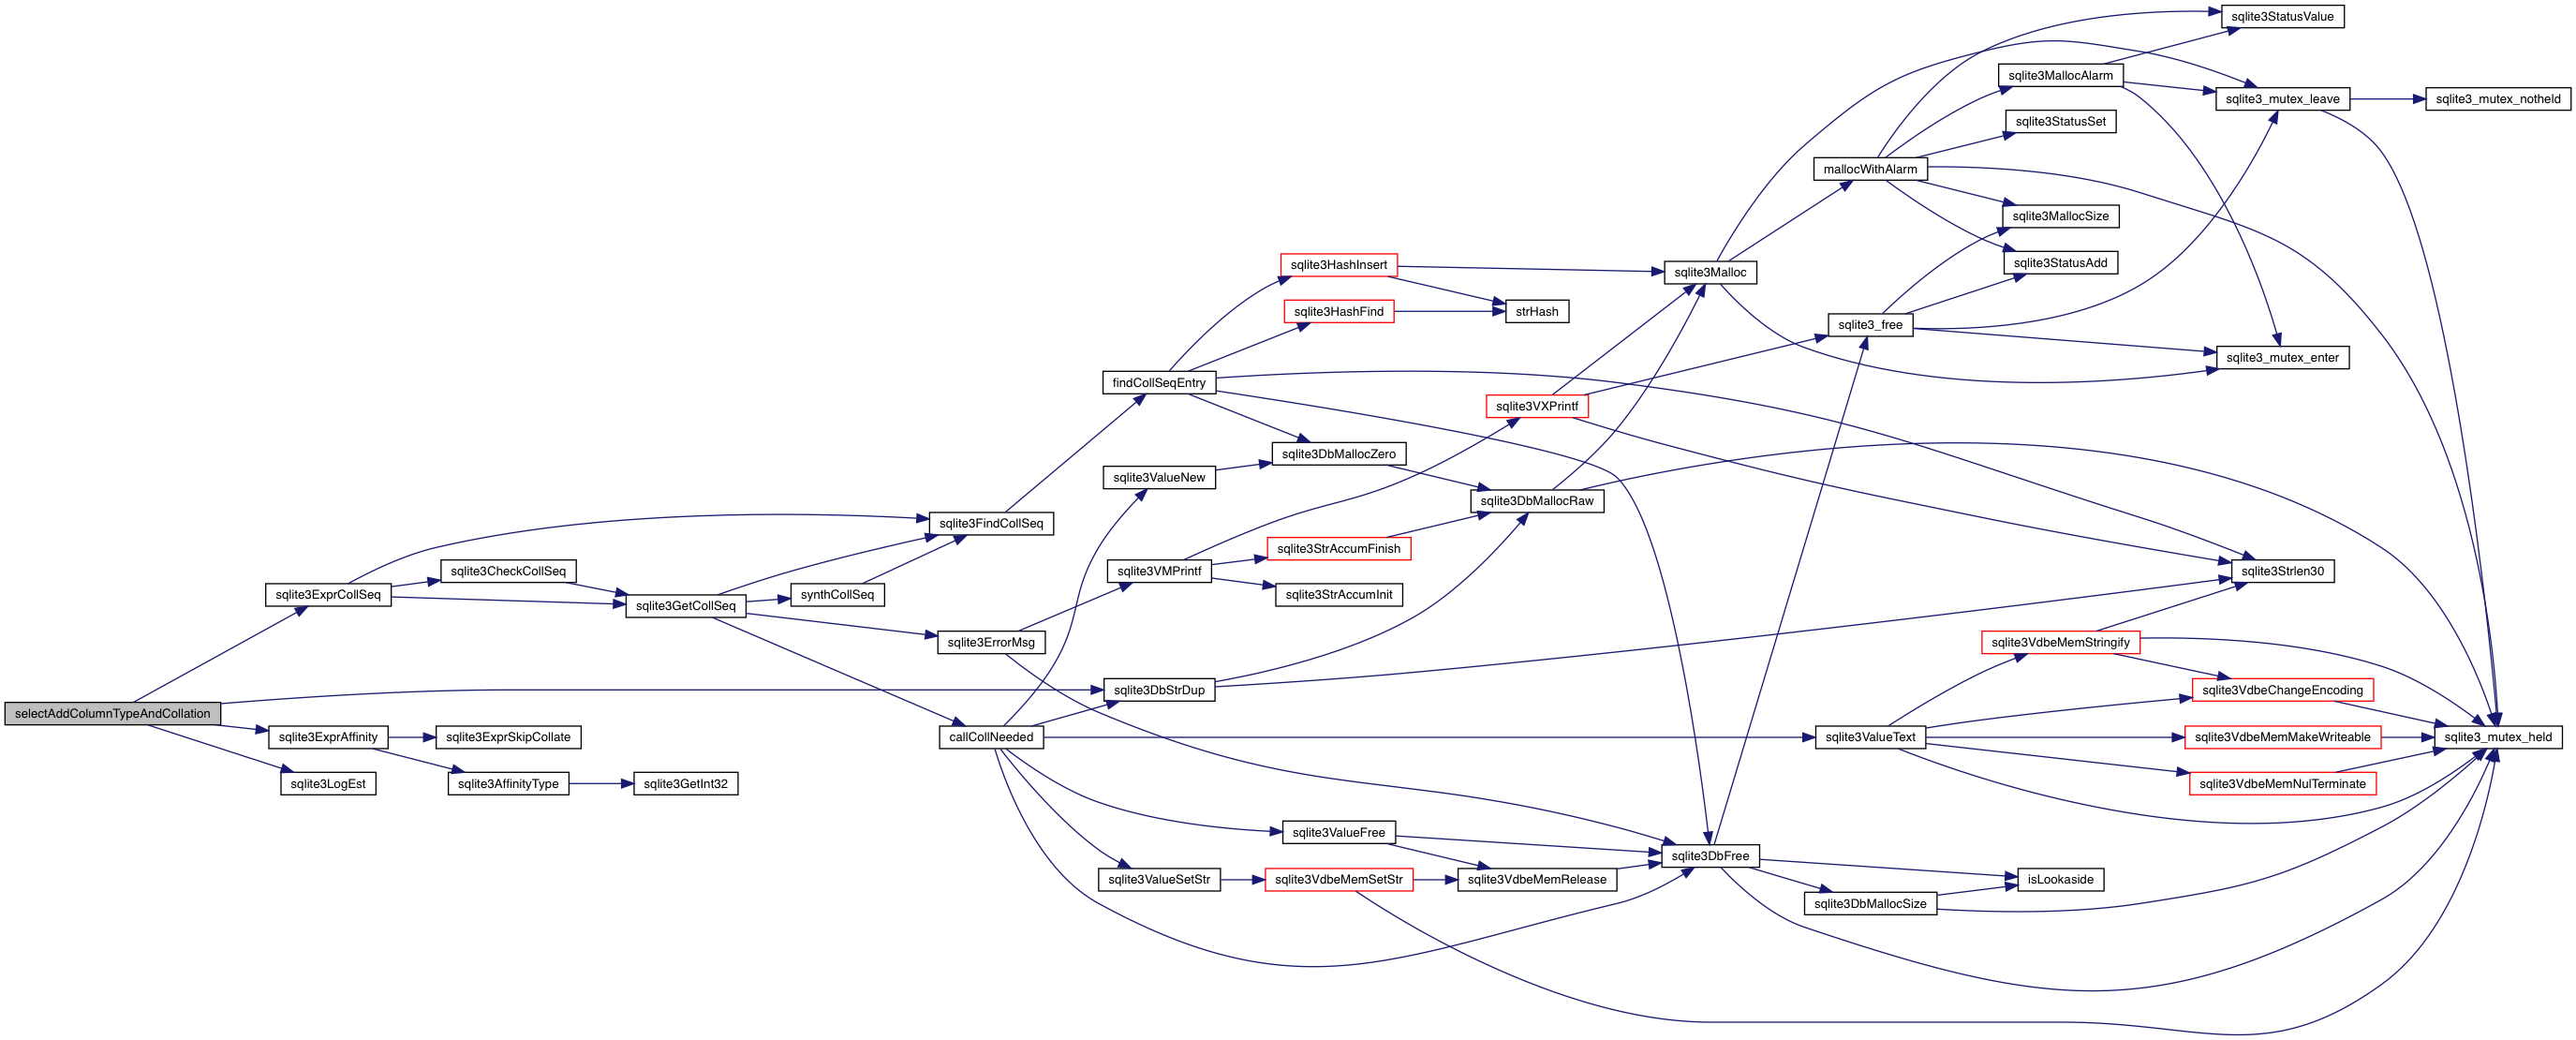 sqlite3StatusValue
sqlite3MallocAlarm
sqlite3_mutex_leave
sqlite3_mutex_notheld
sqlite3StatusSet
mallocWithAlarm
sqlite3MallocSize
sqlite3HashInsert
sqlite3Malloc
sqlite3StatusAdd
sqlite3HashFind
strHash
sqlite3_free
sqlite3_mutex_enter
findCollSeqEntry
sqlite3VXPrintf
sqlite3DbMallocZero
sqlite3ValueNew
sqlite3DbMallocRaw
sqlite3FindCollSeq
sqlite3StrAccumFinish
sqlite3CheckCollSeq
sqlite3VMPrintf
sqlite3Strlen30
sqlite3ExprCollSeq
sqlite3GetCollSeq
synthCollSeq
sqlite3StrAccumInit
sqlite3ErrorMsg
sqlite3VdbeMemStringify
sqlite3DbStrDup
sqlite3VdbeChangeEncoding
selectAddColumnTypeAndCollation
sqlite3ExprAffinity
sqlite3ExprSkipCollate
callCollNeeded
sqlite3ValueText
sqlite3VdbeMemMakeWriteable
sqlite3_mutex_held
sqlite3LogEst
sqlite3AffinityType
sqlite3GetInt32
sqlite3VdbeMemNulTerminate
sqlite3ValueFree
sqlite3DbFree
sqlite3ValueSetStr
sqlite3VdbeMemSetStr
sqlite3VdbeMemRelease
isLookaside
sqlite3DbMallocSize